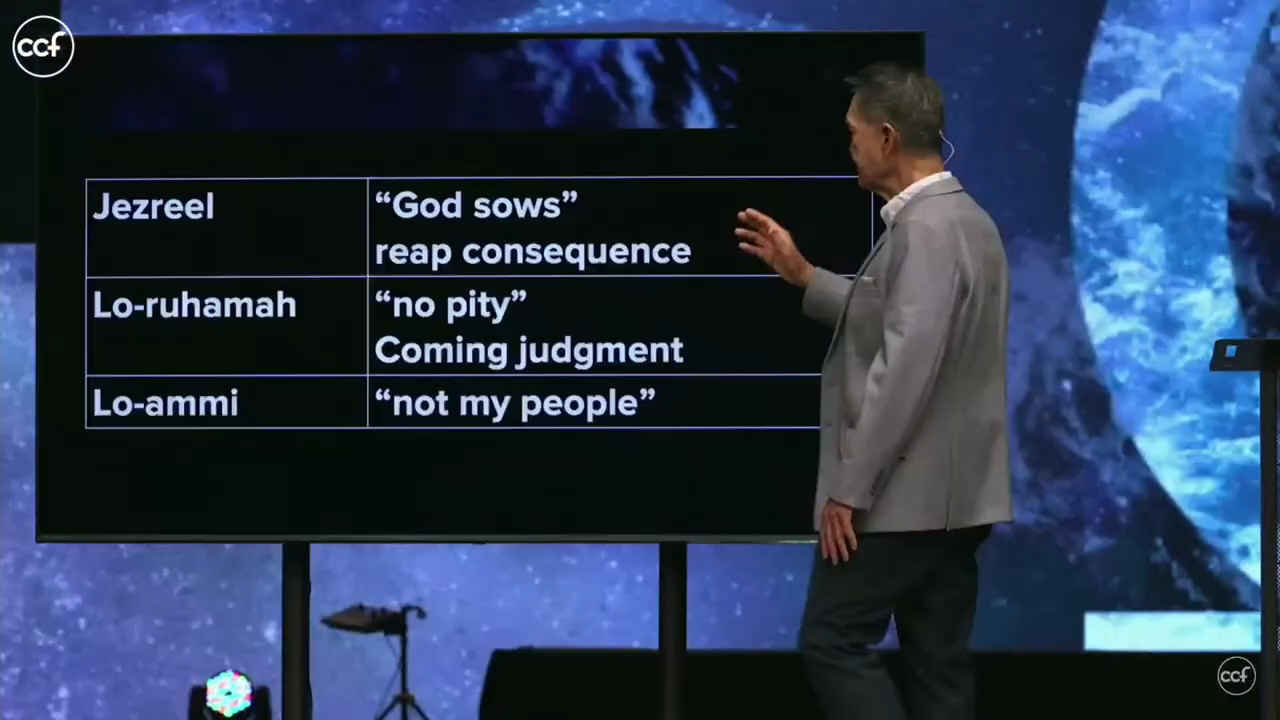 ccf
Jezreel
“God sows”
reap consequence
Lo-ruhamah
“no pity”
Coming judgment
Lo-ammi
“not my people”
ccf